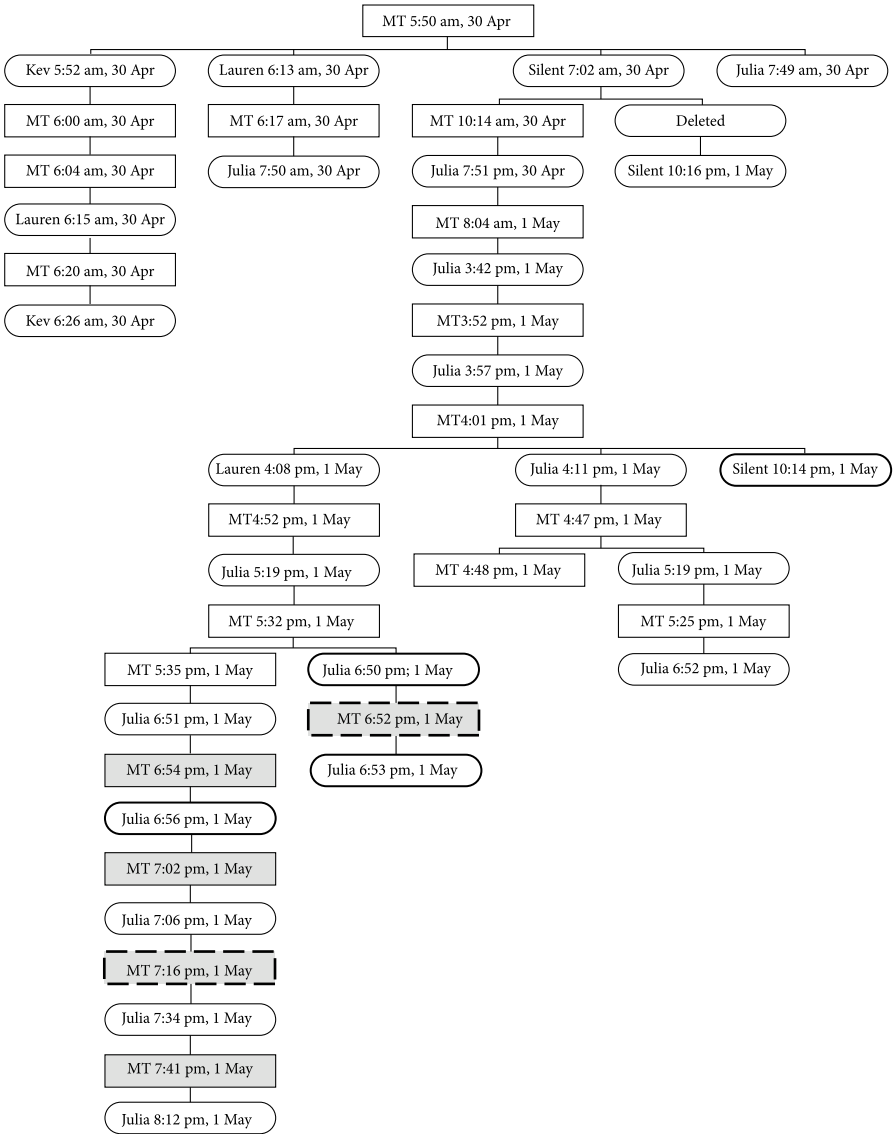 MT 5:50 am, 30 Apr
Kev 5:52 am, 30 Apr
Lauren 6:13 am, 30 Apr
Silent 7:02 am, 30 Apr
Julia 7:49 am, 30 Apr
MT 6:00 am, 30 Apr
MT 6:17 am, 30 Apr
MT 10:14 am, 30 Apr
Deleted
MT 6:04 am, 30 Apr
Julia 7:50 am, 30 Apr
Julia 7:51 pm, 30 Apr
Silent 10:16 pm, 1 May
Lauren 6:15 am, 30 Apr
MT 8:04 am, 1 May
MT 6:20 am, 30 Apr
Julia 3:42 pm, 1 May
Kev 6:26 am, 30 Apr
MT3:52 pm, 1 May
Julia 3:57 pm, 1 May
MT4:01 pm, 1 May
Lauren 4:08 pm, 1 May
Julia 4:11 pm, 1 May
Silent 10:14 pm, 1 May
MT4:52 pm, 1 May
MT 4:47 pm, 1 May
Julia 5:19 pm, 1 May
MT 4:48 pm, 1 May
Julia 5:19 pm, 1 May
MT 5:32 pm, 1 May
MT 5:25 pm, 1 May
MT 5:35 pm, 1 May
Julia 6:50 pm; 1 May
Julia 6:52 pm, 1 May
Julia 6:51 pm, 1 May
MT 6:52 pm, 1 May
MT 6:54 pm, 1 May
Julia 6:53 pm, 1 May
Julia 6:56 pm, 1 May
MT 7:02 pm, 1 May
Julia 7:06 pm, 1 May
MT 7:16 pm, 1 May
Julia 7:34 pm, 1 May
MT 7:41 pm, 1 May
Julia 8:12 pm, 1 May